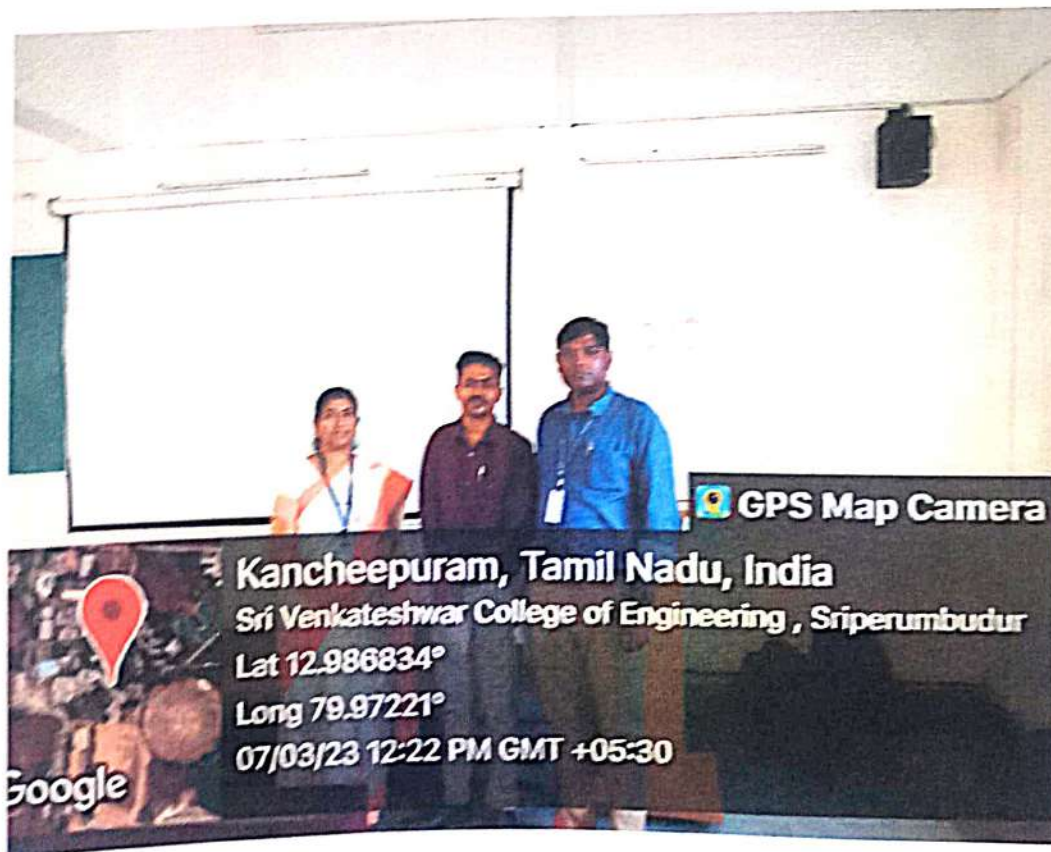 GPS Map Camera
Kancheepuram, Tamil Nadu, India
Sri Venkateshwar College of Engineering , Sriperumbudur
Lat 12.986834°
Long 79.97221°
07/03/23 12:22 PM GMT +05:30
Google